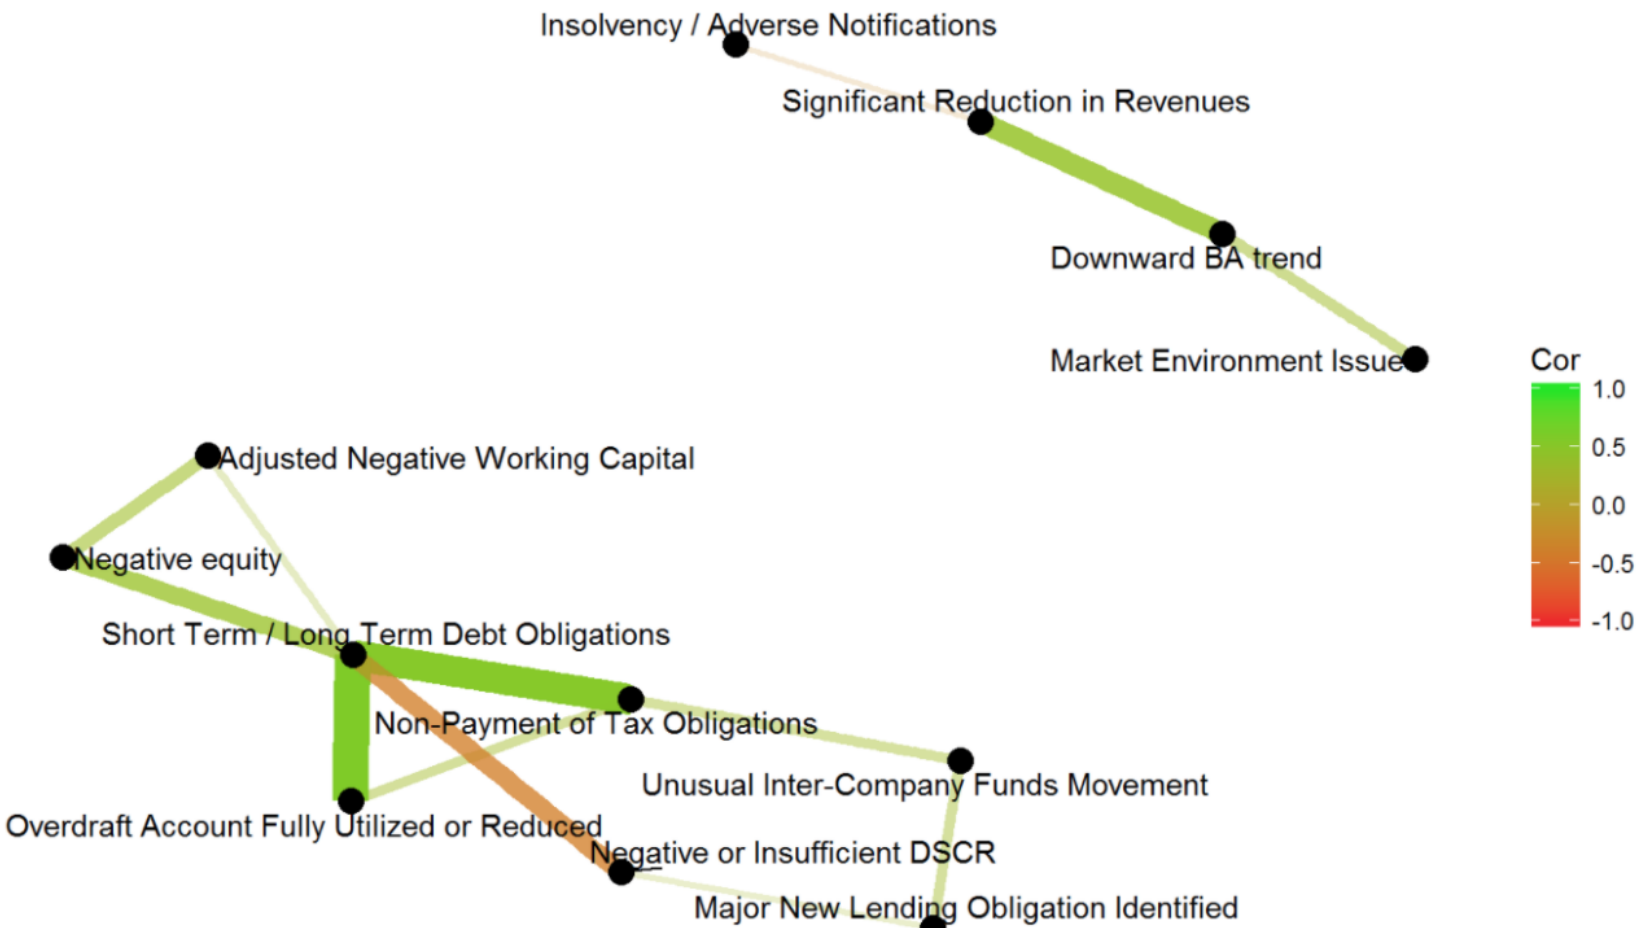 Insolvency / Adverse Notifications
Significant Reduction in Revenues
Downward BA trend
Market Environment Issue
Cor
1.0
0.5
0.0
-0.5
-1.0
Adjusted Negative Working Capital
Negative equity
Short Term / Long Term Debt Obligations
Non-Payment of Tax Obligations
Unusual Inter-Company Funds Movement
Overdraft Account Fully Utilized or Reduced
Negative or Insufficient DSCR
Major New Lending Obligation Identified